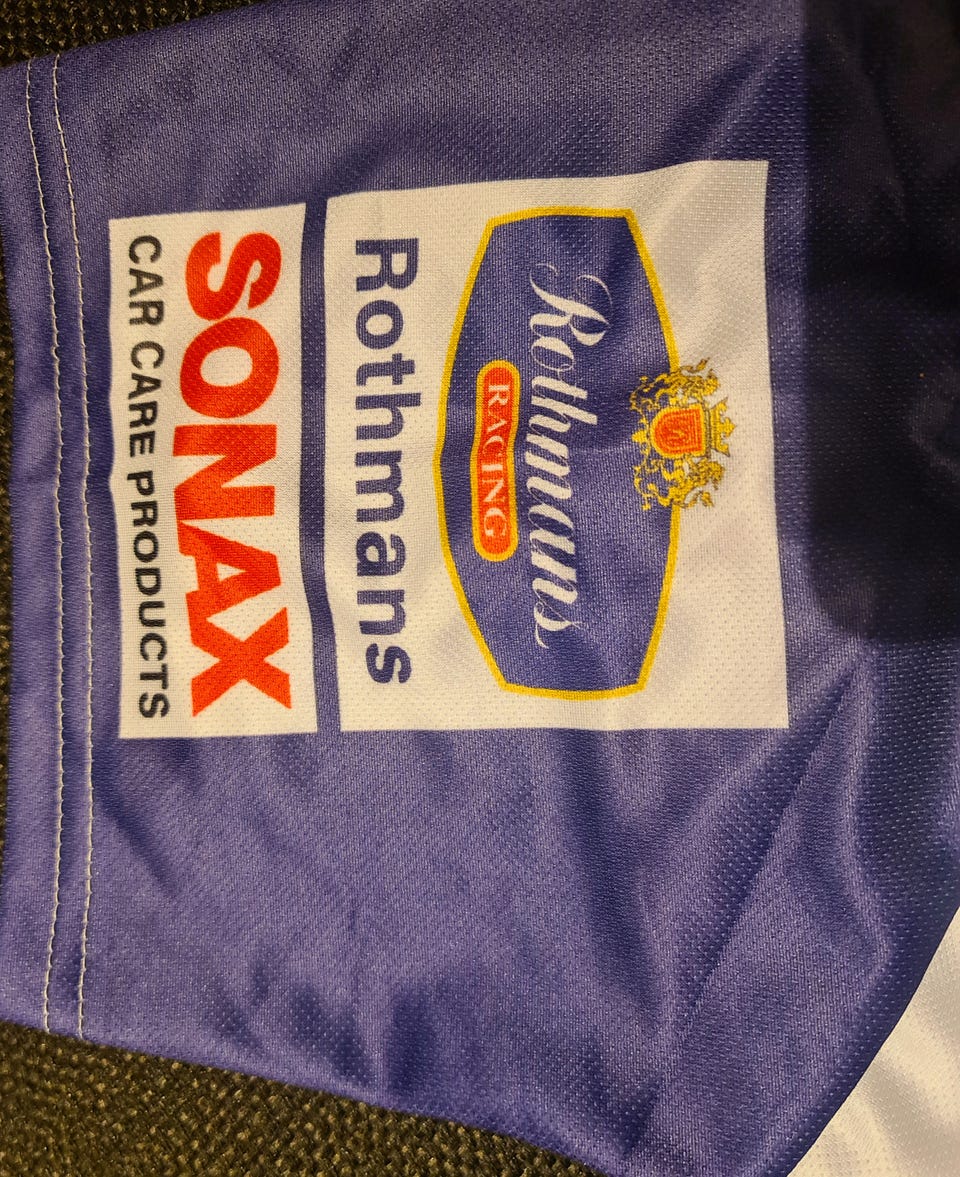 Rothmans
RACING
Rothmans
SONAX
CAR CARE PRODUCTS